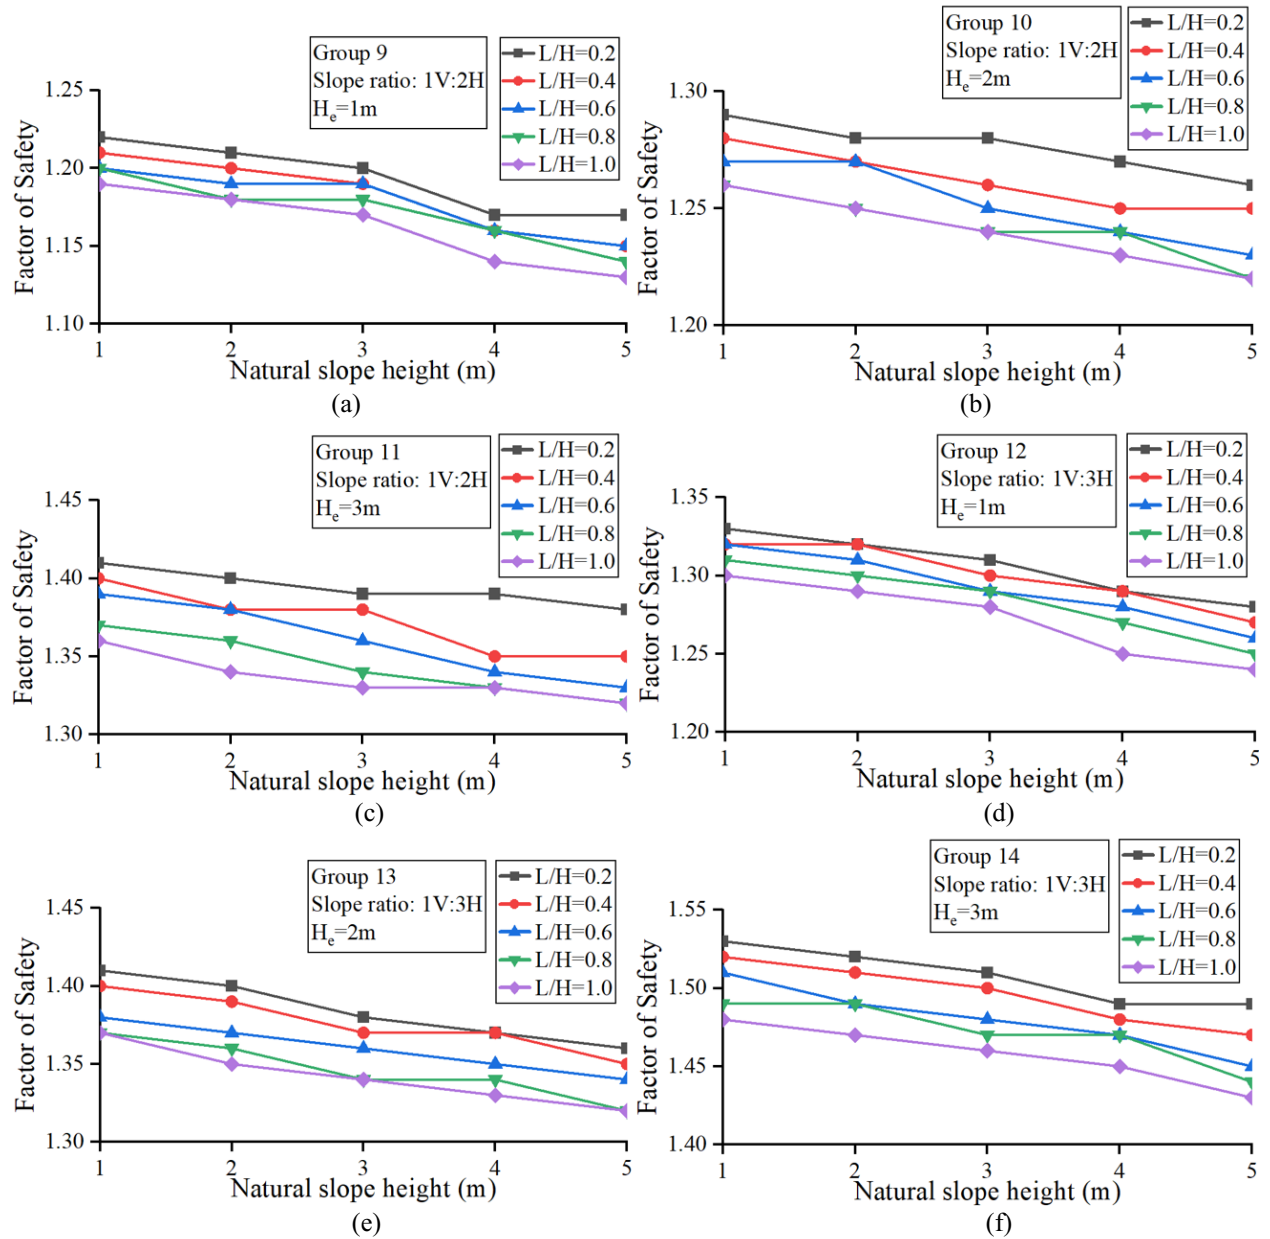 Group 9
Slope ratio: 1V:2H
Hₑ=1m
L/H=0.2
L/H=0.4
L/H=0.6
L/H=0.8
L/H=1.0
Factor of Safety
1.25
1.20
1.15
1.10
1
2
3
4
5
Natural slope height (m)
(a)
Group 10
Slope ratio: 1V:2H
Hₑ=2m
L/H=0.2
L/H=0.4
L/H=0.6
L/H=0.8
L/H=1.0
Factor of Safety
1.30
1.25
1.20
1
2
3
4
5
Natural slope height (m)
(b)
Group 11
Slope ratio: 1V:2H
Hₑ=3m
L/H=0.2
L/H=0.4
L/H=0.6
L/H=0.8
L/H=1.0
Factor of Safety
1.45
1.40
1.35
1.30
1
2
3
4
5
Natural slope height (m)
(c)
Group 12
Slope ratio: 1V:3H
Hₑ=1m
L/H=0.2
L/H=0.4
L/H=0.6
L/H=0.8
L/H=1.0
Factor of Safety
1.35
1.30
1.25
1.20
1
2
3
4
5
Natural slope height (m)
(d)
Group 13
Slope ratio: 1V:3H
Hₑ=2m
L/H=0.2
L/H=0.4
L/H=0.6
L/H=0.8
L/H=1.0
Factor of Safety
1.45
1.40
1.35
1.30
1
2
3
4
5
Natural slope height (m)
(e)
Group 14
Slope ratio: 1V:3H
Hₑ=3m
L/H=0.2
L/H=0.4
L/H=0.6
L/H=0.8
L/H=1.0
Factor of Safety
1.55
1.50
1.45
1.40
1
2
3
4
5
Natural slope height (m)
(f)